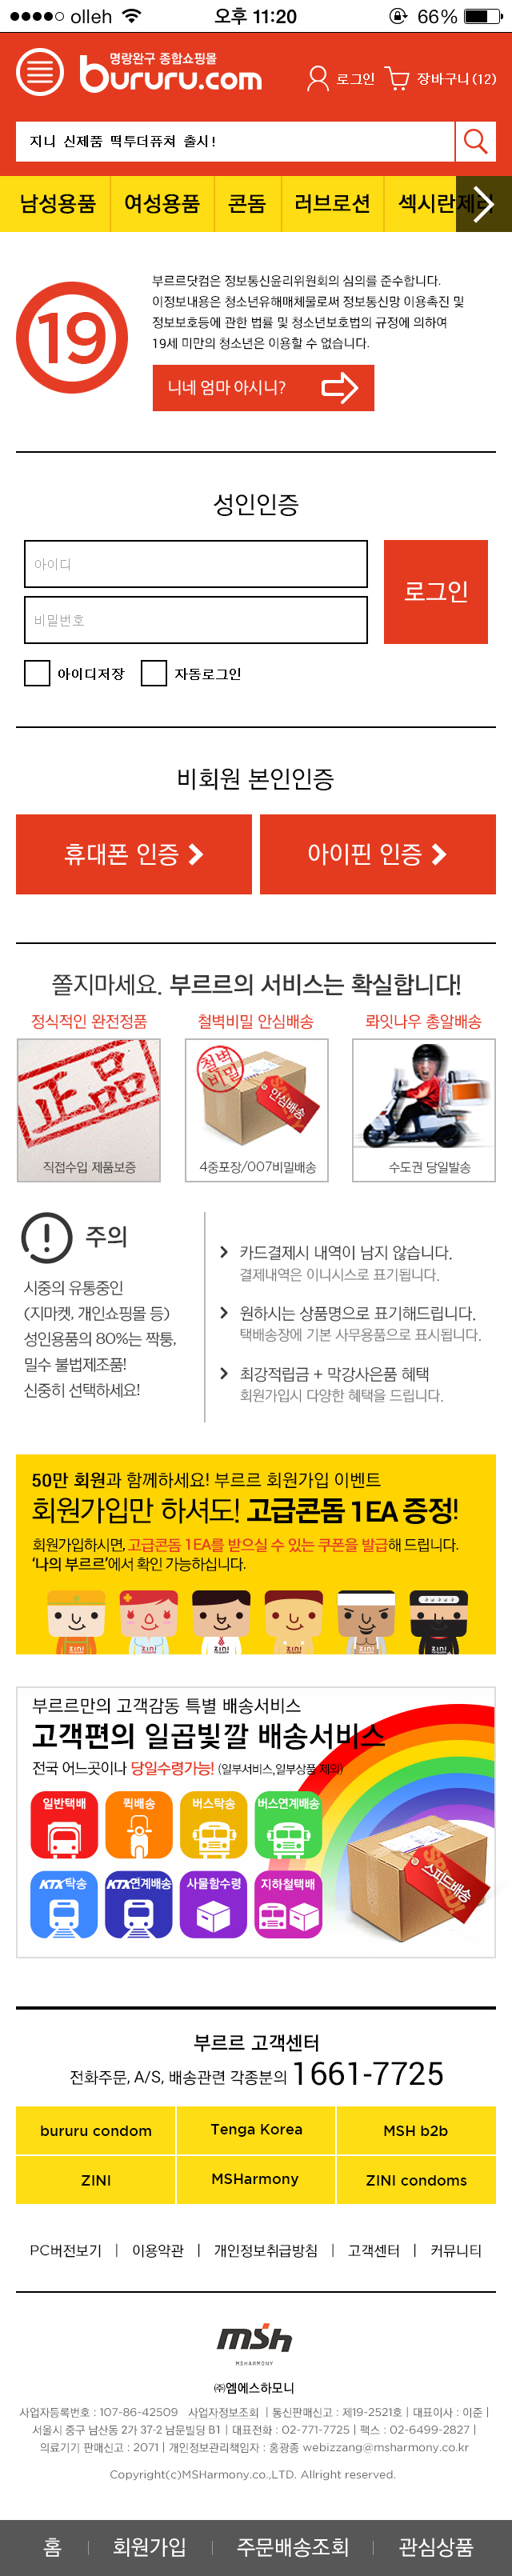 olleh 오후 11:20 66%
명랑완구 종합쇼핑몰
bururu.com
로그인 장바구니(12)
지니 신제품 떡투더퓨쳐 출시!
남성용품 여성용품 콘돔 러브로션 섹시란제리
19
부르르닷컴은 정보통신윤리위원회의 심의를 준수합니다.
이정보내용은 청소년유해매체물로써 정보통신망 이용촉진 및
정보보호등에 관한 법률 및 청소년보호법의 규정에 의하여
19세 미만의 청소년은 이용할 수 없습니다.
니네 엄마 아시니?
성인인증
아이디
비밀번호
로그인
아이디저장 자동로그인
비회원 본인인증
휴대폰 인증 아이핀 인증
쫄지마세요. 부르르의 서비스는 확실합니다!
정식적인 완전정품 철벽비밀 안심배송 롸잇나우 총알배송
正品
철벽
비밀
안심배송
직접수입 제품보증 4중포장/007비밀배송 수도권 당일발송
주의
시중의 유통중인
(지마켓, 개인쇼핑몰 등)
성인용품의 80%는 짝퉁,
밀수 불법제조품!
신중히 선택하세요!
카드결제시 내역이 남지 않습니다.
결제내역은 이니시스로 표기됩니다.
원하시는 상품명으로 표기해드립니다.
택배송장에 기본 사무용품으로 표시됩니다.
최강적립금 + 막강사은품 혜택
회원가입시 다양한 혜택을 드립니다.
50만 회원과 함께하세요! 부르르 회원가입 이벤트
회원가입만 하셔도! 고급콘돔 1EA 증정!
회원가입하시면, 고급콘돔 1EA를 받으실 수 있는 쿠폰을 발급해 드립니다.
‘나의 부르르’에서 확인 가능하십니다.
부르르만의 고객감동 특별 배송서비스
고객편의 일곱빛깔 배송서비스
전국 어느곳이나 당일수령가능! (일부서비스,일부상품 제외)
일반택배 퀵배송 버스탁송 버스연계배송
KTX탁송 KTX연계배송 사물함수령 지하철택배
스피드배송
부르르 고객센터
전화주문, A/S, 배송관련 각종분의 1661-7725
bururu condom Tenga Korea MSH b2b
ZINI MSHarmony ZINI condoms
PC버전보기 | 이용약관 | 개인정보취급방침 | 고객센터 | 커뮤니티
msh
MSHARMONY
㈜엠에스하모니
사업자등록번호 : 107-86-42509 사업자정보조회 | 통신판매신고 : 제19-2521호 | 대표이사 : 이준 |
서울시 중구 남산동 2가 37-2 남문빌딩 B1 | 대표전화 : 02-771-7725 | 팩스 : 02-6499-2827 |
의료기기 판매신고 : 2071 | 개인정보관리책임자 : 홍광종 webizzang@msharmony.co.kr
Copyright(c)MSHarmony.co.,LTD. Allright reserved.
홈 | 회원가입 | 주문배송조회 | 관심상품